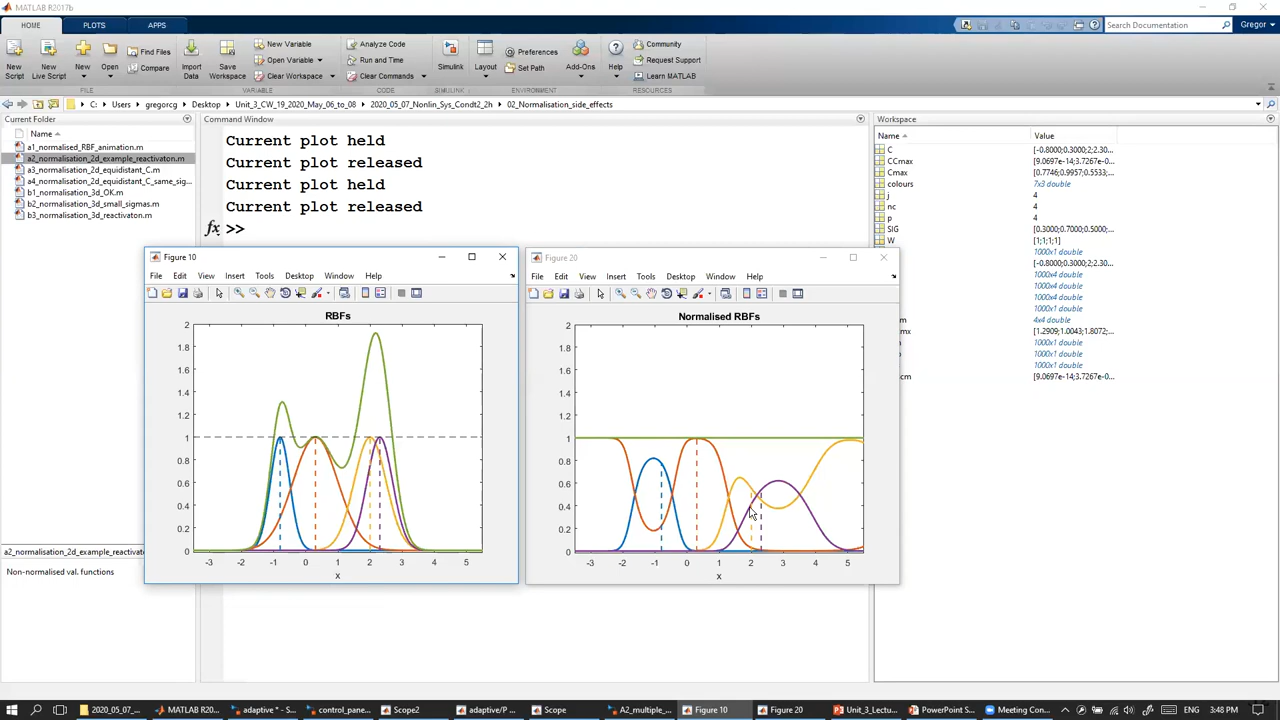 MATLAB R2017b
HOME PLOTS APPS
Search Documentation Gregor
New Script
New Live Script
New
Open
Find Files
Compare
Import Data
Save Workspace
New Variable
Open Variable
Clear Workspace
Analyze Code
Run and Time
Clear Commands
Simulink
Layout
Preferences
Set Path
Add-Ons
Help
Community
Request Support
Learn MATLAB
FILE VARIABLE CODE SIMULINK ENVIRONMENT RESOURCES
C: Users gregorcg Desktop Unit_3_CW_19_2020_May_06_to_08 2020_05_07_Nonlin_Sys_Condt2_2h 02_Normalisation_side_effects
Current Folder
Name
a1_normalised_RBF_animation.m
a2_normalisation_2d_example_reactivaton.m
a3_normalisation_2d_equidistant_C.m
a4_normalisation_2d_equidistant_C_same_sig...
b1_normalisation_3d_OK.m
b2_normalisation_3d_small_sigmas.m
b3_normalisation_3d_reactivaton.m
Command Window
Current plot held
Current plot released
Current plot held
Current plot released
fx >>
Workspace
Name Value
C [-0.8000;0.3000;2;2.30...
CCmax [9.0697e-14;3.7267e-0...
Cmax [0.7746;0.9957;0.5533;...
colours 7x3 double
j 4
nc 4
p 4
SIG [0.3000;0.7000;0.5000;...
W [1;1;1;1]
1000x1 double
[-0.8000;0.3000;2;2.30...
1000x4 double
1000x4 double
1000x4 double
1000x1 double
4x4 double
[1.2909;1.0043;1.8072;...
1000x1 double
1000x1 double
1000x1 double
[9.0697e-14;3.7267e-0...
Figure 10
File Edit View Insert Tools Desktop Window Help
RBFs
2
1.8
1.6
1.4
1.2
1
0.8
0.6
0.4
0.2
0
-3 -2 -1 0 1 2 3 4 5
x
Figure 20
File Edit View Insert Tools Desktop Window Help
Normalised RBFs
2
1.8
1.6
1.4
1.2
1
0.8
0.6
0.4
0.2
0
-3 -2 -1 0 1 2 3 4 5
x
a2_normalisation_2d_example_reactivato
Non-normalised val. functions
2020_05_07_... MATLAB R20... adaptive * - S... control_pane... Scope2 adaptive/P ... Scope A2_multiple_... Figure 10 Figure 20 Unit_3_Lectu... PowerPoint S... Meeting Con... ENG 3:48 PM